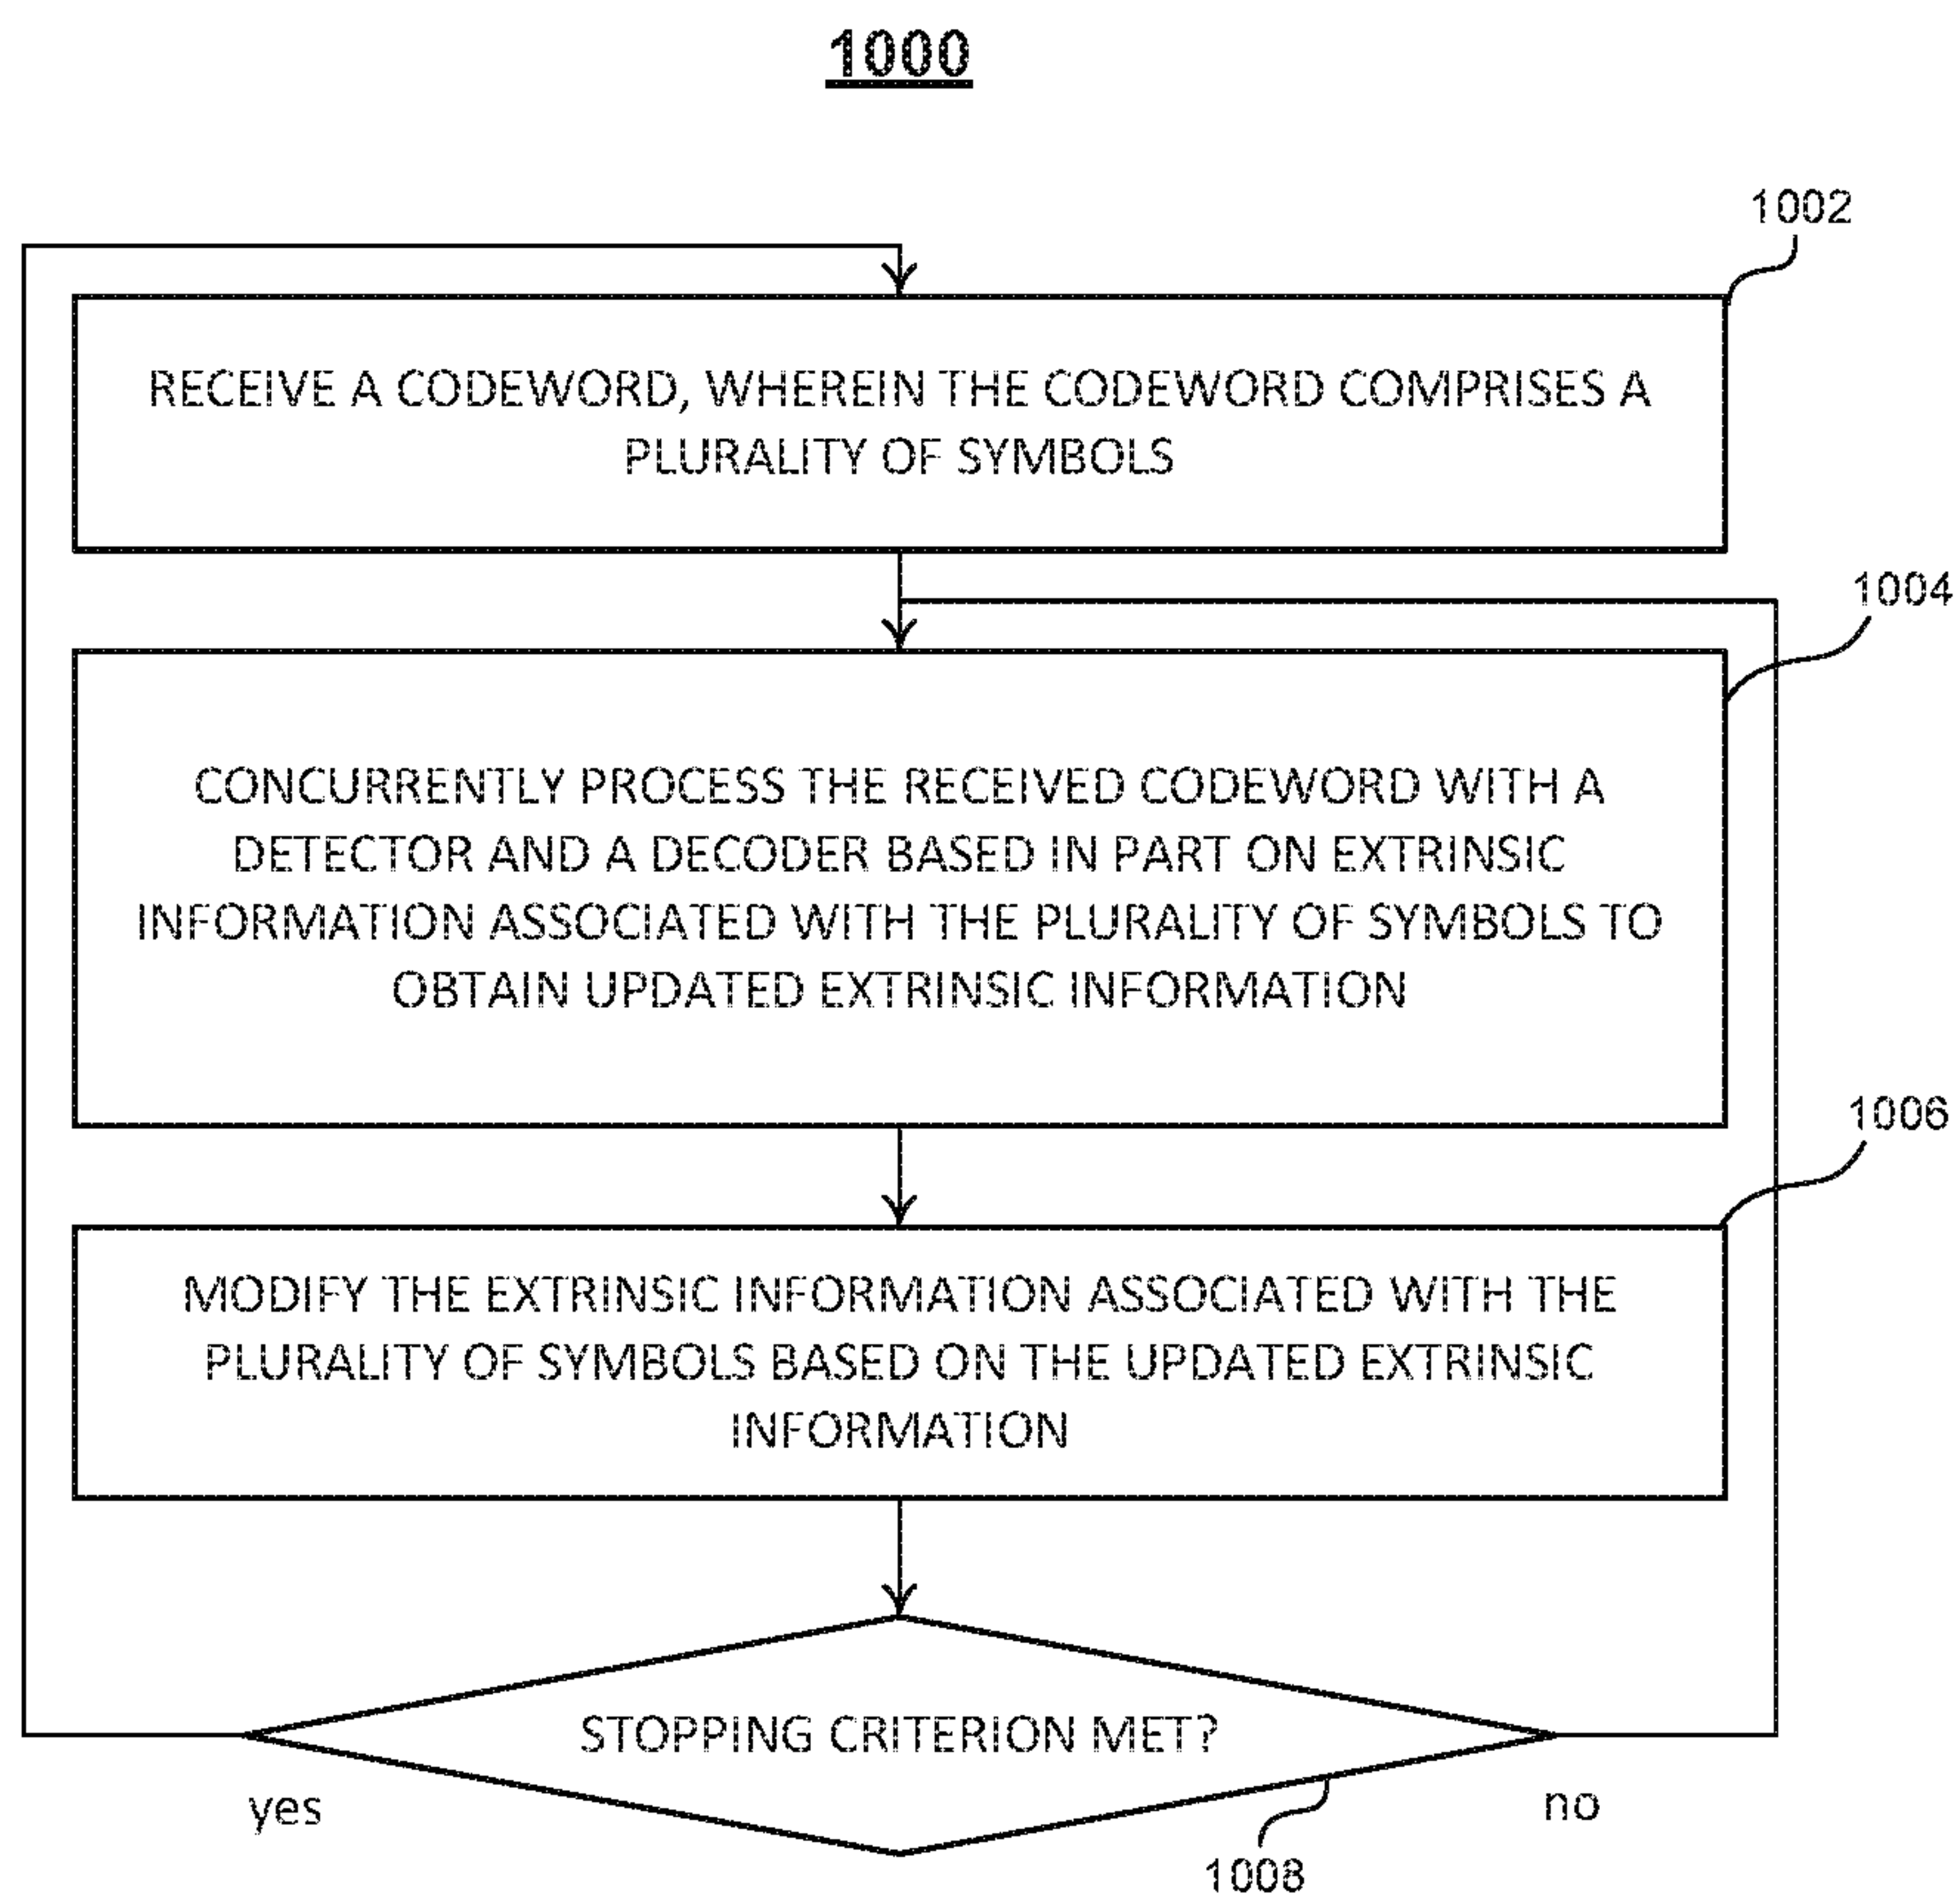 1000
1002
RECEIVE A CODEWORD, WHEREIN THE CODEWORD COMPRISES A
PLURALITY OF SYMBOLS
1004
CONCURRENTLY PROCESS THE RECEIVED CODEWORD WITH A
DETECTOR AND A DECODER BASED IN PART ON EXTRINSIC
INFORMATION ASSOCIATED WITH THE PLURALITY OF SYMBOLS TO
OBTAIN UPDATED EXTRINSIC INFORMATION
1006
MODIFY THE EXTRINSIC INFORMATION ASSOCIATED WITH THE
PLURALITY OF SYMBOLS BASED ON THE UPDATED EXTRINSIC
INFORMATION
STOPPING CRITERION MET?
yes
no
1008